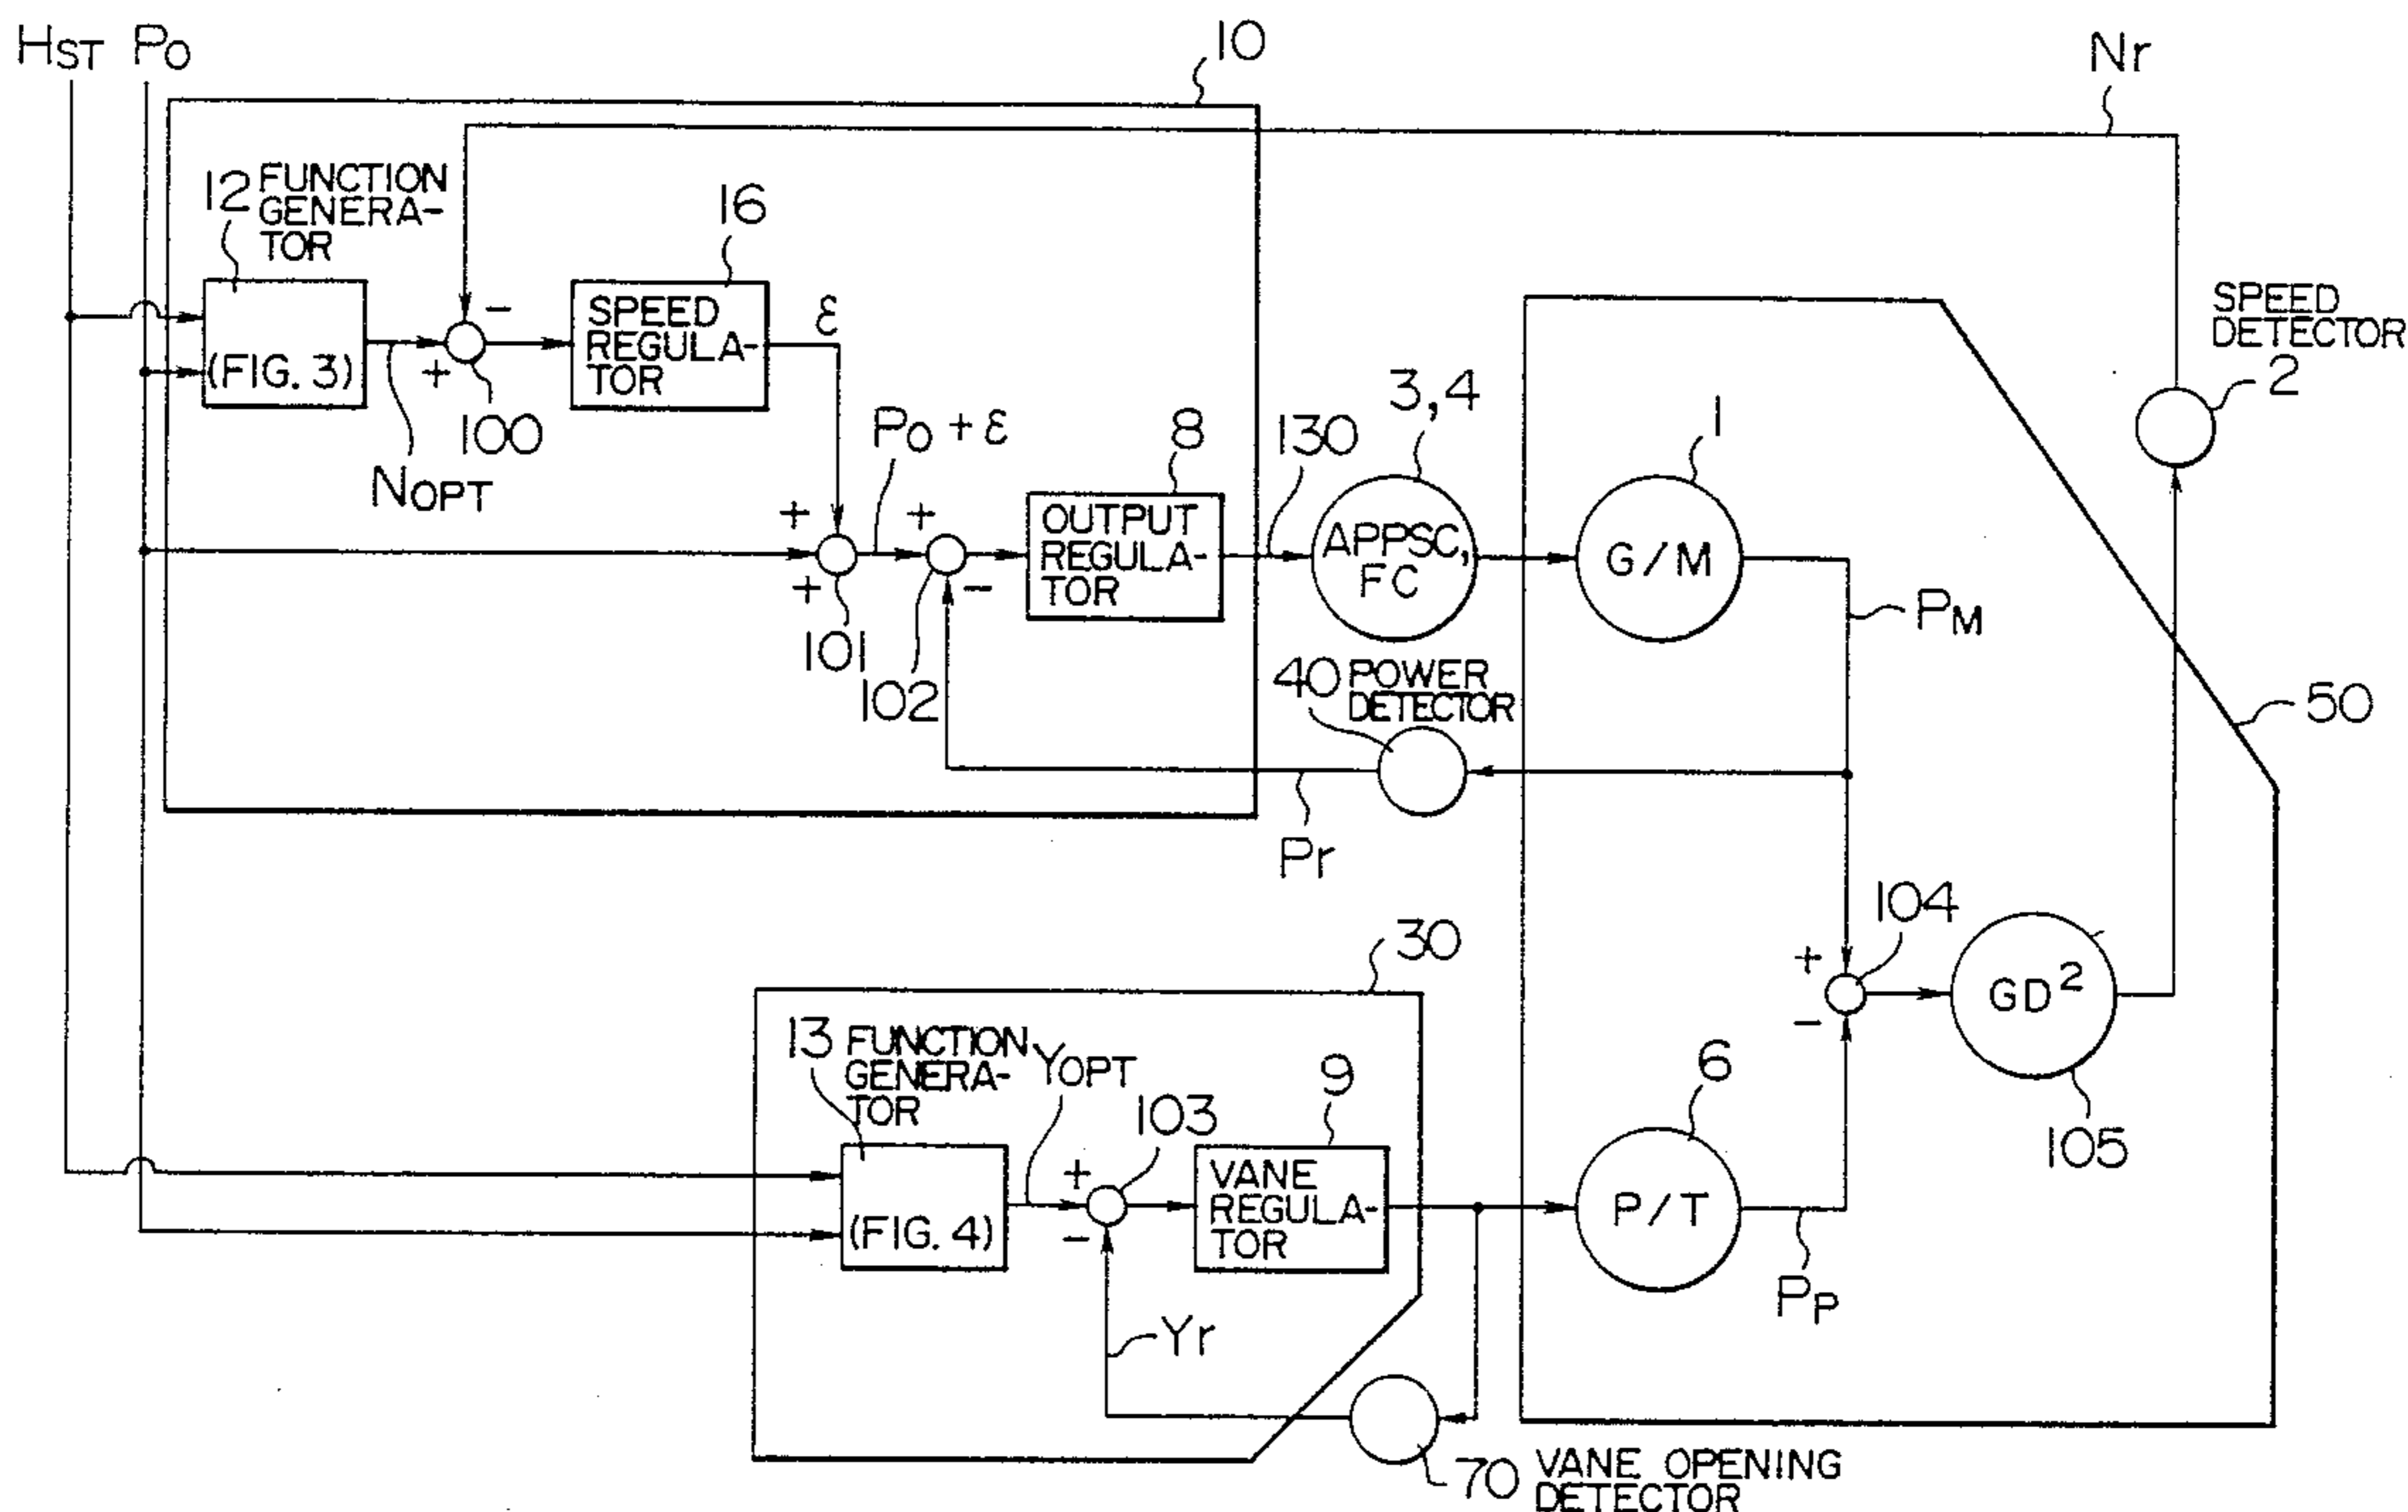 HST PO
10
Nr
12 FUNCTION
GENERA-
TOR
16
SPEED
REGULA-
TOR
ε
SPEED
DETECTOR
2
(FIG. 3)
-
+
100
NOPT
PO + ε
8
130
3,4
1
+
+
+
-
OUTPUT
REGULA-
TOR
APPSC,
FC
G/M
PM
101
102
40 POWER
DETECTOR
50
Pr
104
30
+
-
GD2
13 FUNCTION
GENERA-
TOR
YOPT
103
9
6
105
+
-
VANE
REGULA-
TOR
(FIG. 4)
P/T
PP
Yr
70 VANE OPENING
DETECTOR